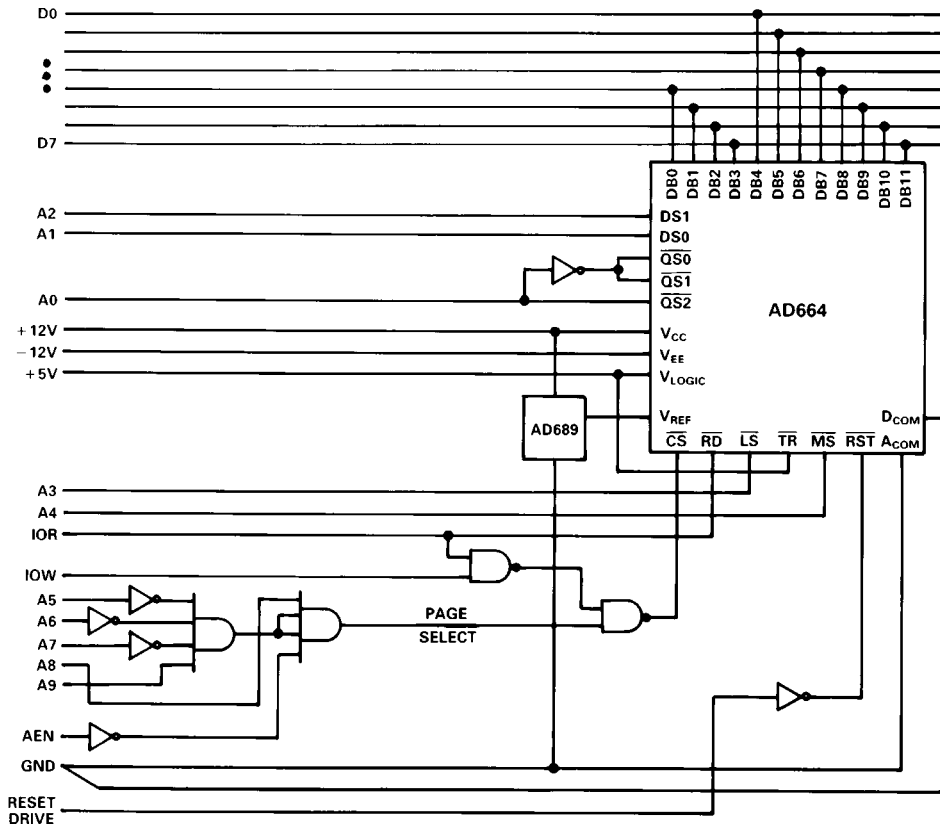 D0
D7
DB0
DB1
DB2
DB3
DB4
DB5
DB6
DB7
DB8
DB9
DB10
DB11
A2
DS1
A1
DS0
QS0
QS1
A0
QS2
AD664
+12V
VCC
-12V
VEE
+5V
VLOGIC
AD689
VREF
DCOM
CS
RD
LS
TR
MS
RST
ACOM
A3
A4
IOR
IOW
A5
A6
PAGE
SELECT
A7
A8
A9
AEN
GND
RESET
DRIVE